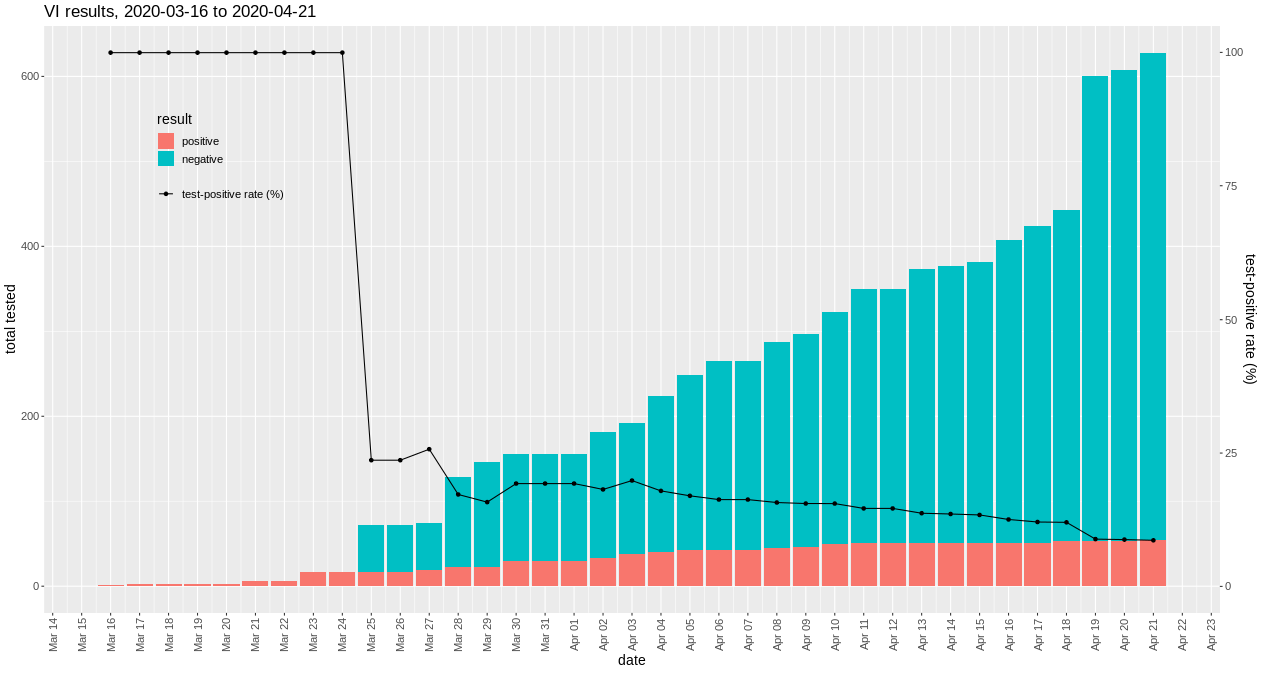 VI results, 2020-03-16 to 2020-04-21
total tested
600
400
200
0
result
positive
negative
test-positive rate (%)
100
75
50
25
0
test-positive rate (%)
Mar 14
Mar 15
Mar 16
Mar 17
Mar 18
Mar 19
Mar 20
Mar 21
Mar 22
Mar 23
Mar 24
Mar 25
Mar 26
Mar 27
Mar 28
Mar 29
Mar 30
Mar 31
Apr 01
Apr 02
Apr 03
Apr 04
Apr 05
Apr 06
Apr 07
Apr 08
Apr 09
Apr 10
Apr 11
Apr 12
Apr 13
Apr 14
Apr 15
Apr 16
Apr 17
Apr 18
Apr 19
Apr 20
Apr 21
Apr 22
Apr 23
date